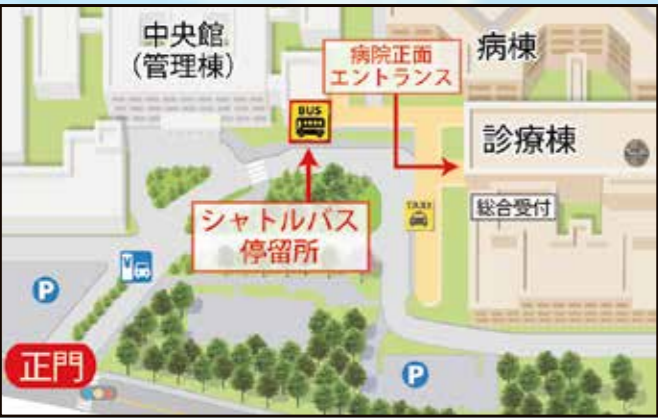 中央館
(管理棟)
病院正面
エントランス
病棟
BUS
診療棟
シャトルバス
停留所
TAXI
総合受付
P
正門
P